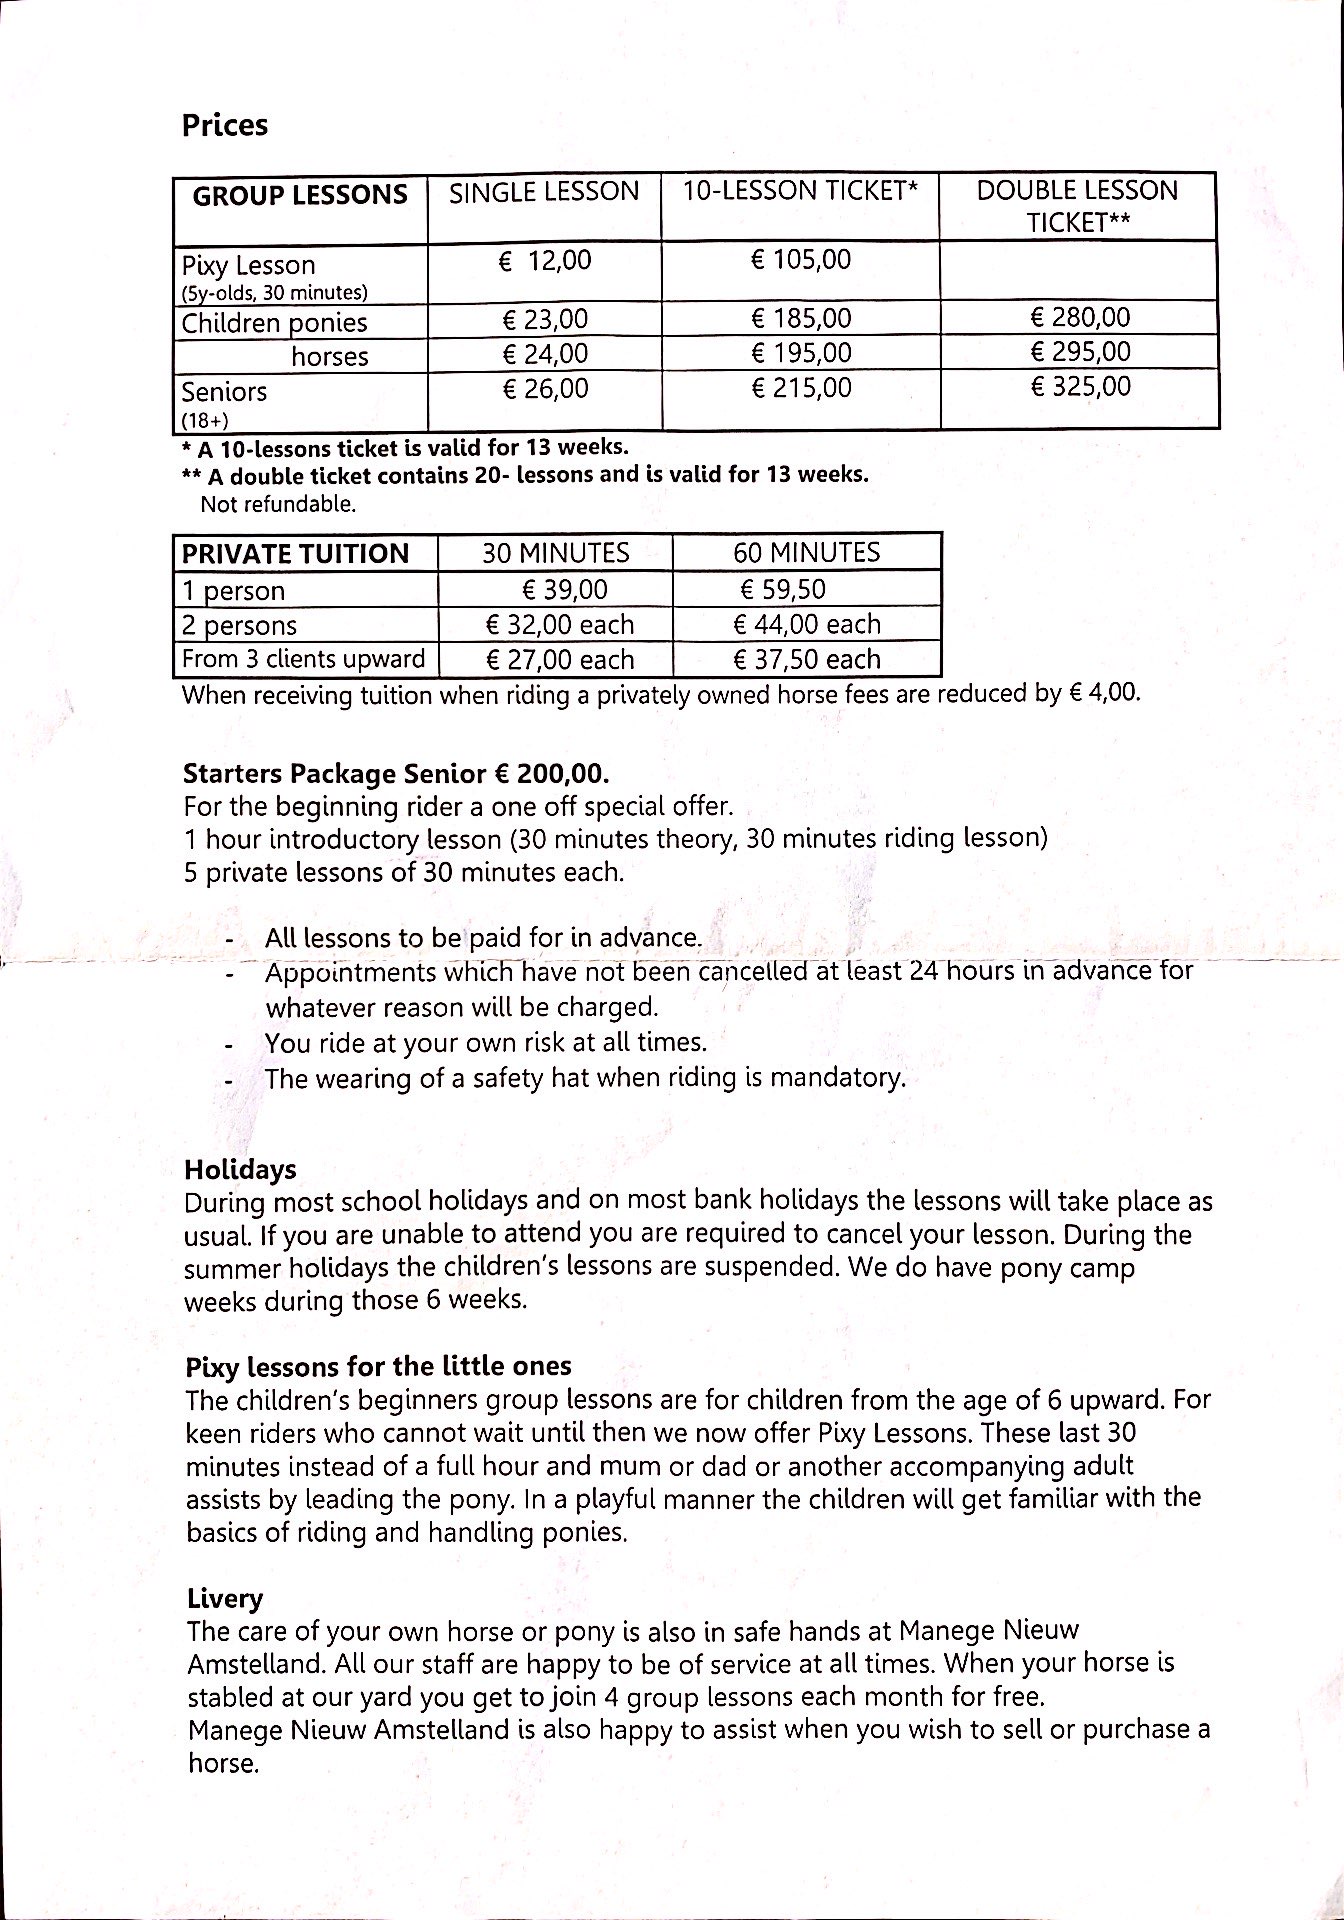 Prices
GROUP LESSONS SINGLE LESSON 10-LESSON TICKET* DOUBLE LESSON
TICKET**
Pixy Lesson € 12,00 € 105,00
(5y-olds, 30 minutes)
Children ponies € 23,00 € 185,00 € 280,00
horses € 24,00 € 195,00 € 295,00
Seniors € 26,00 € 215,00 € 325,00
(18+)
* A 10-lessons ticket is valid for 13 weeks.
** A double ticket contains 20- lessons and is valid for 13 weeks.
Not refundable.
PRIVATE TUITION 30 MINUTES 60 MINUTES
1 person € 39,00 € 59,50
2 persons € 32,00 each € 44,00 each
From 3 clients upward € 27,00 each € 37,50 each
When receiving tuition when riding a privately owned horse fees are reduced by € 4,00.
Starters Package Senior € 200,00.
For the beginning rider a one off special offer.
1 hour introductory lesson (30 minutes theory, 30 minutes riding lesson)
5 private lessons of 30 minutes each.
- All lessons to be paid for in advance.
- Appointments which have not been cancelled at least 24 hours in advance for
whatever reason will be charged.
- You ride at your own risk at all times.
- The wearing of a safety hat when riding is mandatory.
Holidays
During most school holidays and on most bank holidays the lessons will take place as
usual. If you are unable to attend you are required to cancel your lesson. During the
summer holidays the children's lessons are suspended. We do have pony camp
weeks during those 6 weeks.
Pixy lessons for the little ones
The children's beginners group lessons are for children from the age of 6 upward. For
keen riders who cannot wait until then we now offer Pixy Lessons. These last 30
minutes instead of a full hour and mum or dad or another accompanying adult
assists by leading the pony. In a playful manner the children will get familiar with the
basics of riding and handling ponies.
Livery
The care of your own horse or pony is also in safe hands at Manege Nieuw
Amstelland. All our staff are happy to be of service at all times. When your horse is
stabled at our yard you get to join 4 group lessons each month for free.
Manege Nieuw Amstelland is also happy to assist when you wish to sell or purchase a
horse.